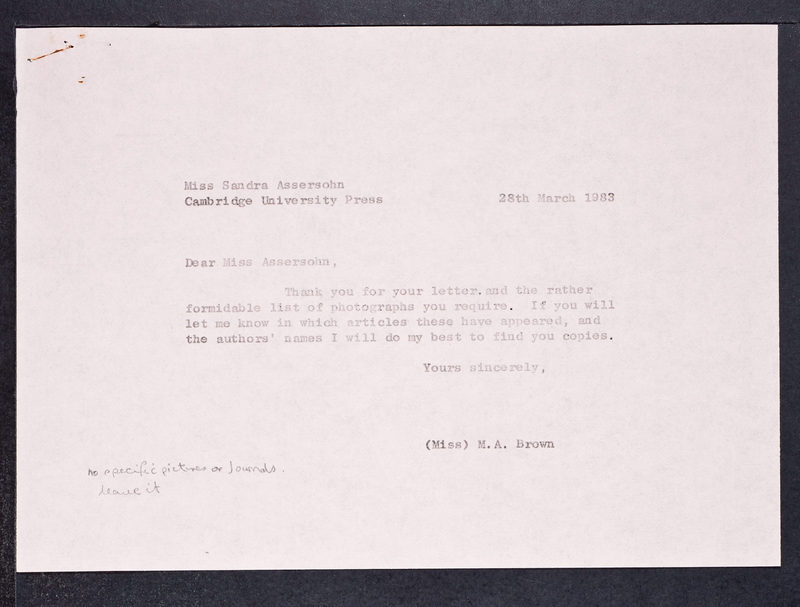 Miss Sandra Assersohn
Cambridge University Press 28th March 1983
Dear Miss Assersohn,
Thank you for your letter.and the rather
formidable list of photographs you require. If you will
let me know in which articles these have appeared, and
the authors' names I will do my best to find you copies.
Yours sincerely,
(Miss) M.A. Brown
no specific pictures or Journals.
leave it